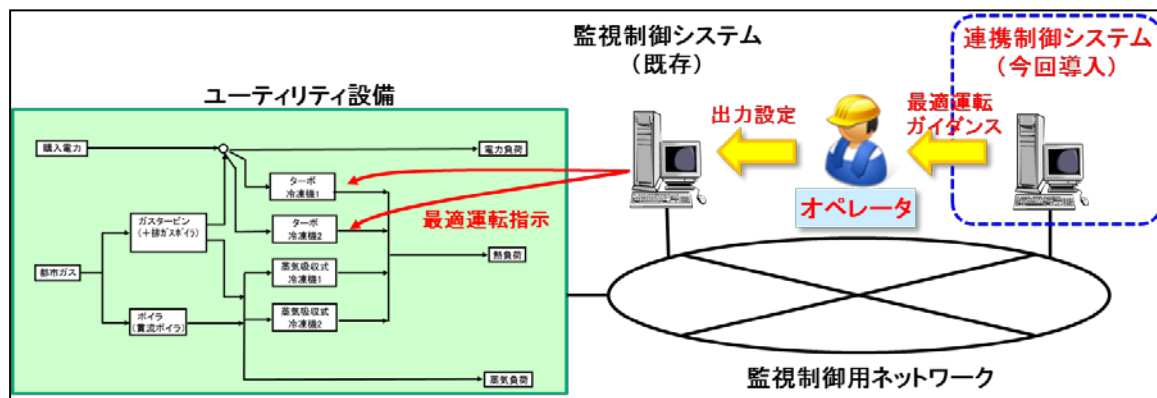 監視制御システム
(既存)
連携制御システム
(今回導入)
ユーティリティ設備
出力設定
最適運転
ガイダンス
購入電力
電力負荷
ターボ
冷凍機1
ガスタービン
(+排ガスボイラ)
ターボ
冷凍機2
最適運転指示
オペレータ
熱負荷
都市ガス
蒸気吸収式
冷凍機1
ボイラ
(貫流ボイラ)
蒸気吸収式
冷凍機2
蒸気負荷
監視制御用ネットワーク